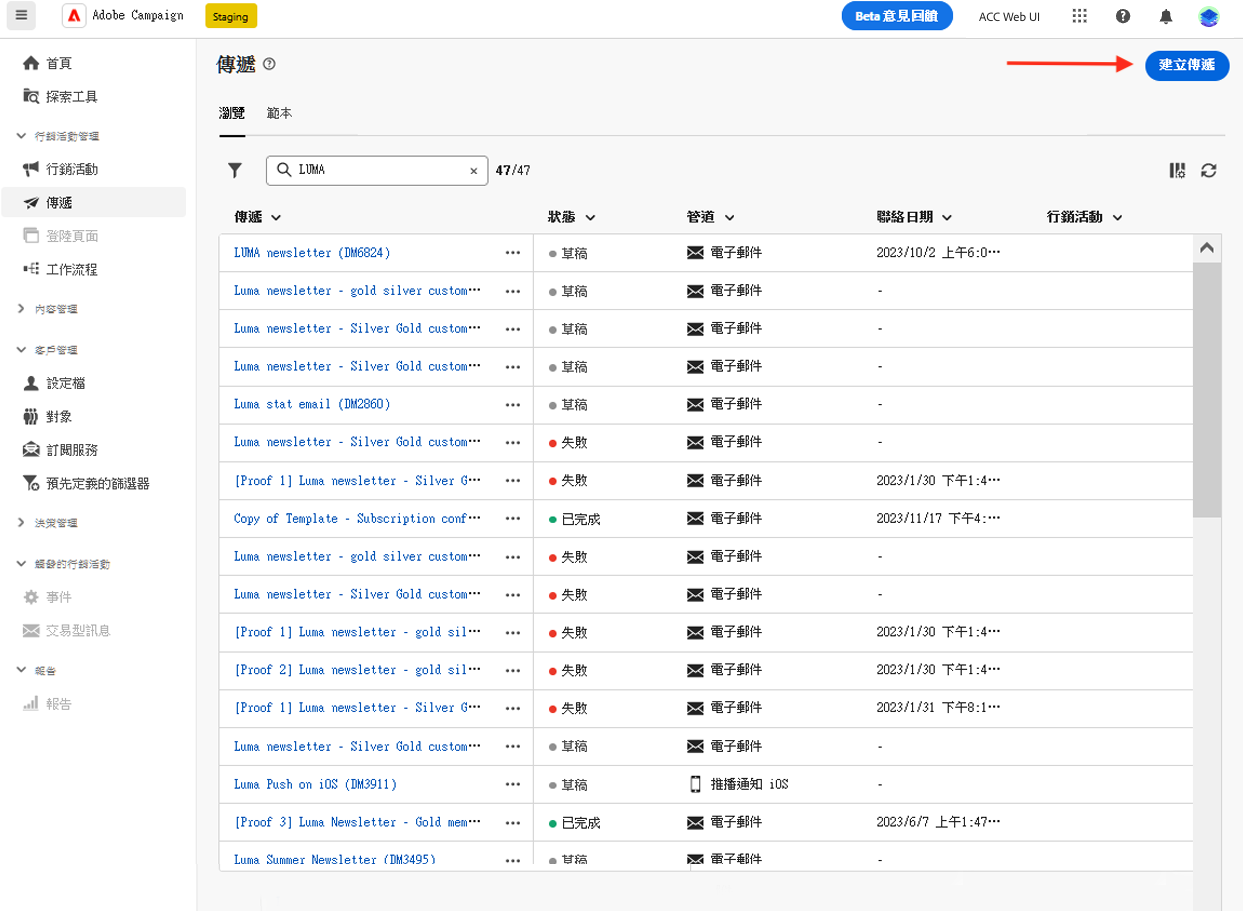 Adobe Campaign Staging Beta 意見回饋 ACC Web UI
首頁
探索工具
行銷活動管理
行銷活動
傳遞
登陸頁面
工作流程
內容管理
客戶管理
設定檔
對象
訂閱服務
預先定義的篩選器
決策管理
觸發的行銷活動
事件
交易型訊息
報告
報告
傳遞 建立傳遞
瀏覽 範本
LUMA 47/47
傳遞 狀態 管道 聯絡日期 行銷活動
LUMA newsletter (DM6824) ••• 草稿 電子郵件 2023/10/2 上午6:0…
Luma newsletter - gold silver custom… ••• 草稿 電子郵件 -
Luma newsletter - Silver Gold custom… ••• 草稿 電子郵件 -
Luma newsletter - Silver Gold custom… ••• 草稿 電子郵件 -
Luma stat email (DM2860) ••• 草稿 電子郵件 -
Luma newsletter - Silver Gold custom… ••• 失敗 電子郵件 -
[Proof 1] Luma newsletter - Silver G… ••• 失敗 電子郵件 2023/1/30 下午1:4…
Copy of Template - Subscription conf… ••• 已完成 電子郵件 2023/11/17 下午4:…
Luma newsletter - gold silver custom… ••• 失敗 電子郵件 -
Luma newsletter - Silver Gold custom… ••• 失敗 電子郵件 -
[Proof 1] Luma newsletter - gold sil… ••• 失敗 電子郵件 2023/1/30 下午1:4…
[Proof 2] Luma newsletter - gold sil… ••• 失敗 電子郵件 2023/1/30 下午1:4…
[Proof 1] Luma newsletter - Silver G… ••• 失敗 電子郵件 2023/1/31 下午8:1…
Luma newsletter - Silver Gold custom… ••• 草稿 電子郵件 -
Luma Push on iOS (DM3911) ••• 草稿 推播通知 iOS -
[Proof 3] Luma Newsletter - Gold mem… ••• 已完成 電子郵件 2023/6/7 上午1:47…
Luma Summer Newsletter (DM3495) ••• 草稿 電子郵件 -